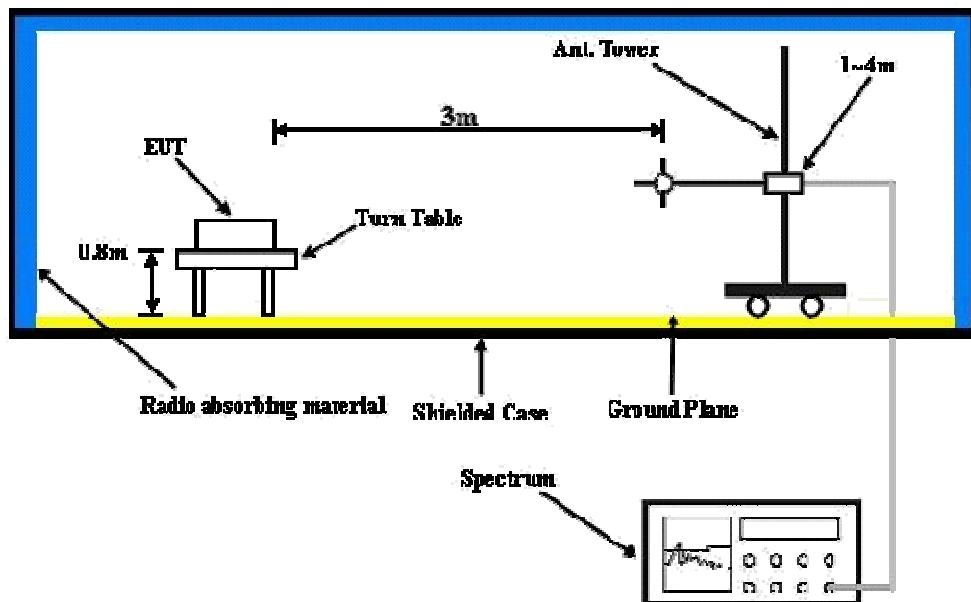 Ant. Tower
1~4m
3m
EUT
Turn Table
0.8m
Radio absorbing material
Shielded Case
Ground Plane
Spectrum